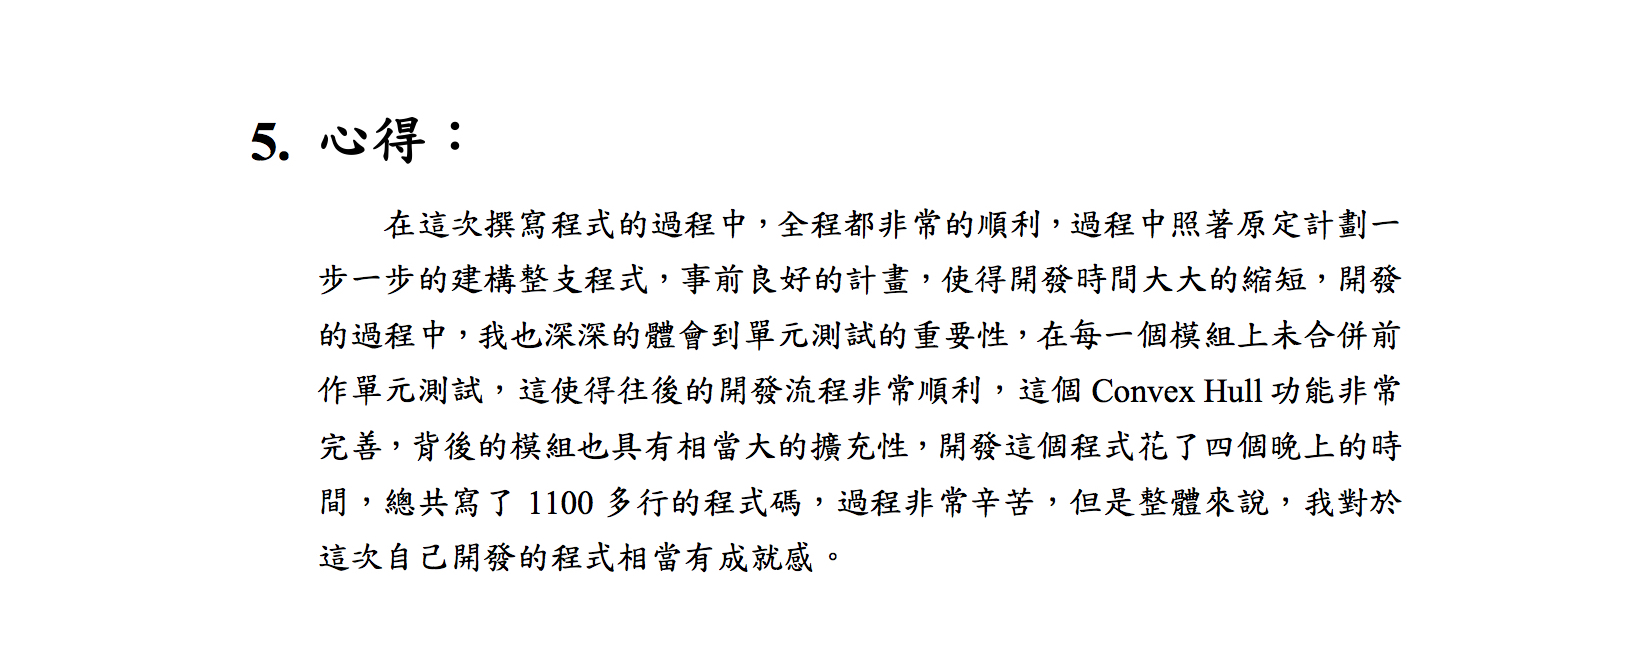 5. 心得：
在這次撰寫程式的過程中，全程都非常的順利，過程中照著原定計劃一
步一步的建構整支程式，事前良好的計畫，使得開發時間大大的縮短，開發
的過程中，我也深深的體會到單元測試的重要性，在每一個模組上未合併前
作單元測試，這使得往後的開發流程非常順利，這個 Convex Hull 功能非常
完善，背後的模組也具有相當大的擴充性，開發這個程式花了四個晚上的時
間，總共寫了 1100 多行的程式碼，過程非常辛苦，但是整體來說，我對於
這次自己開發的程式相當有成就感。